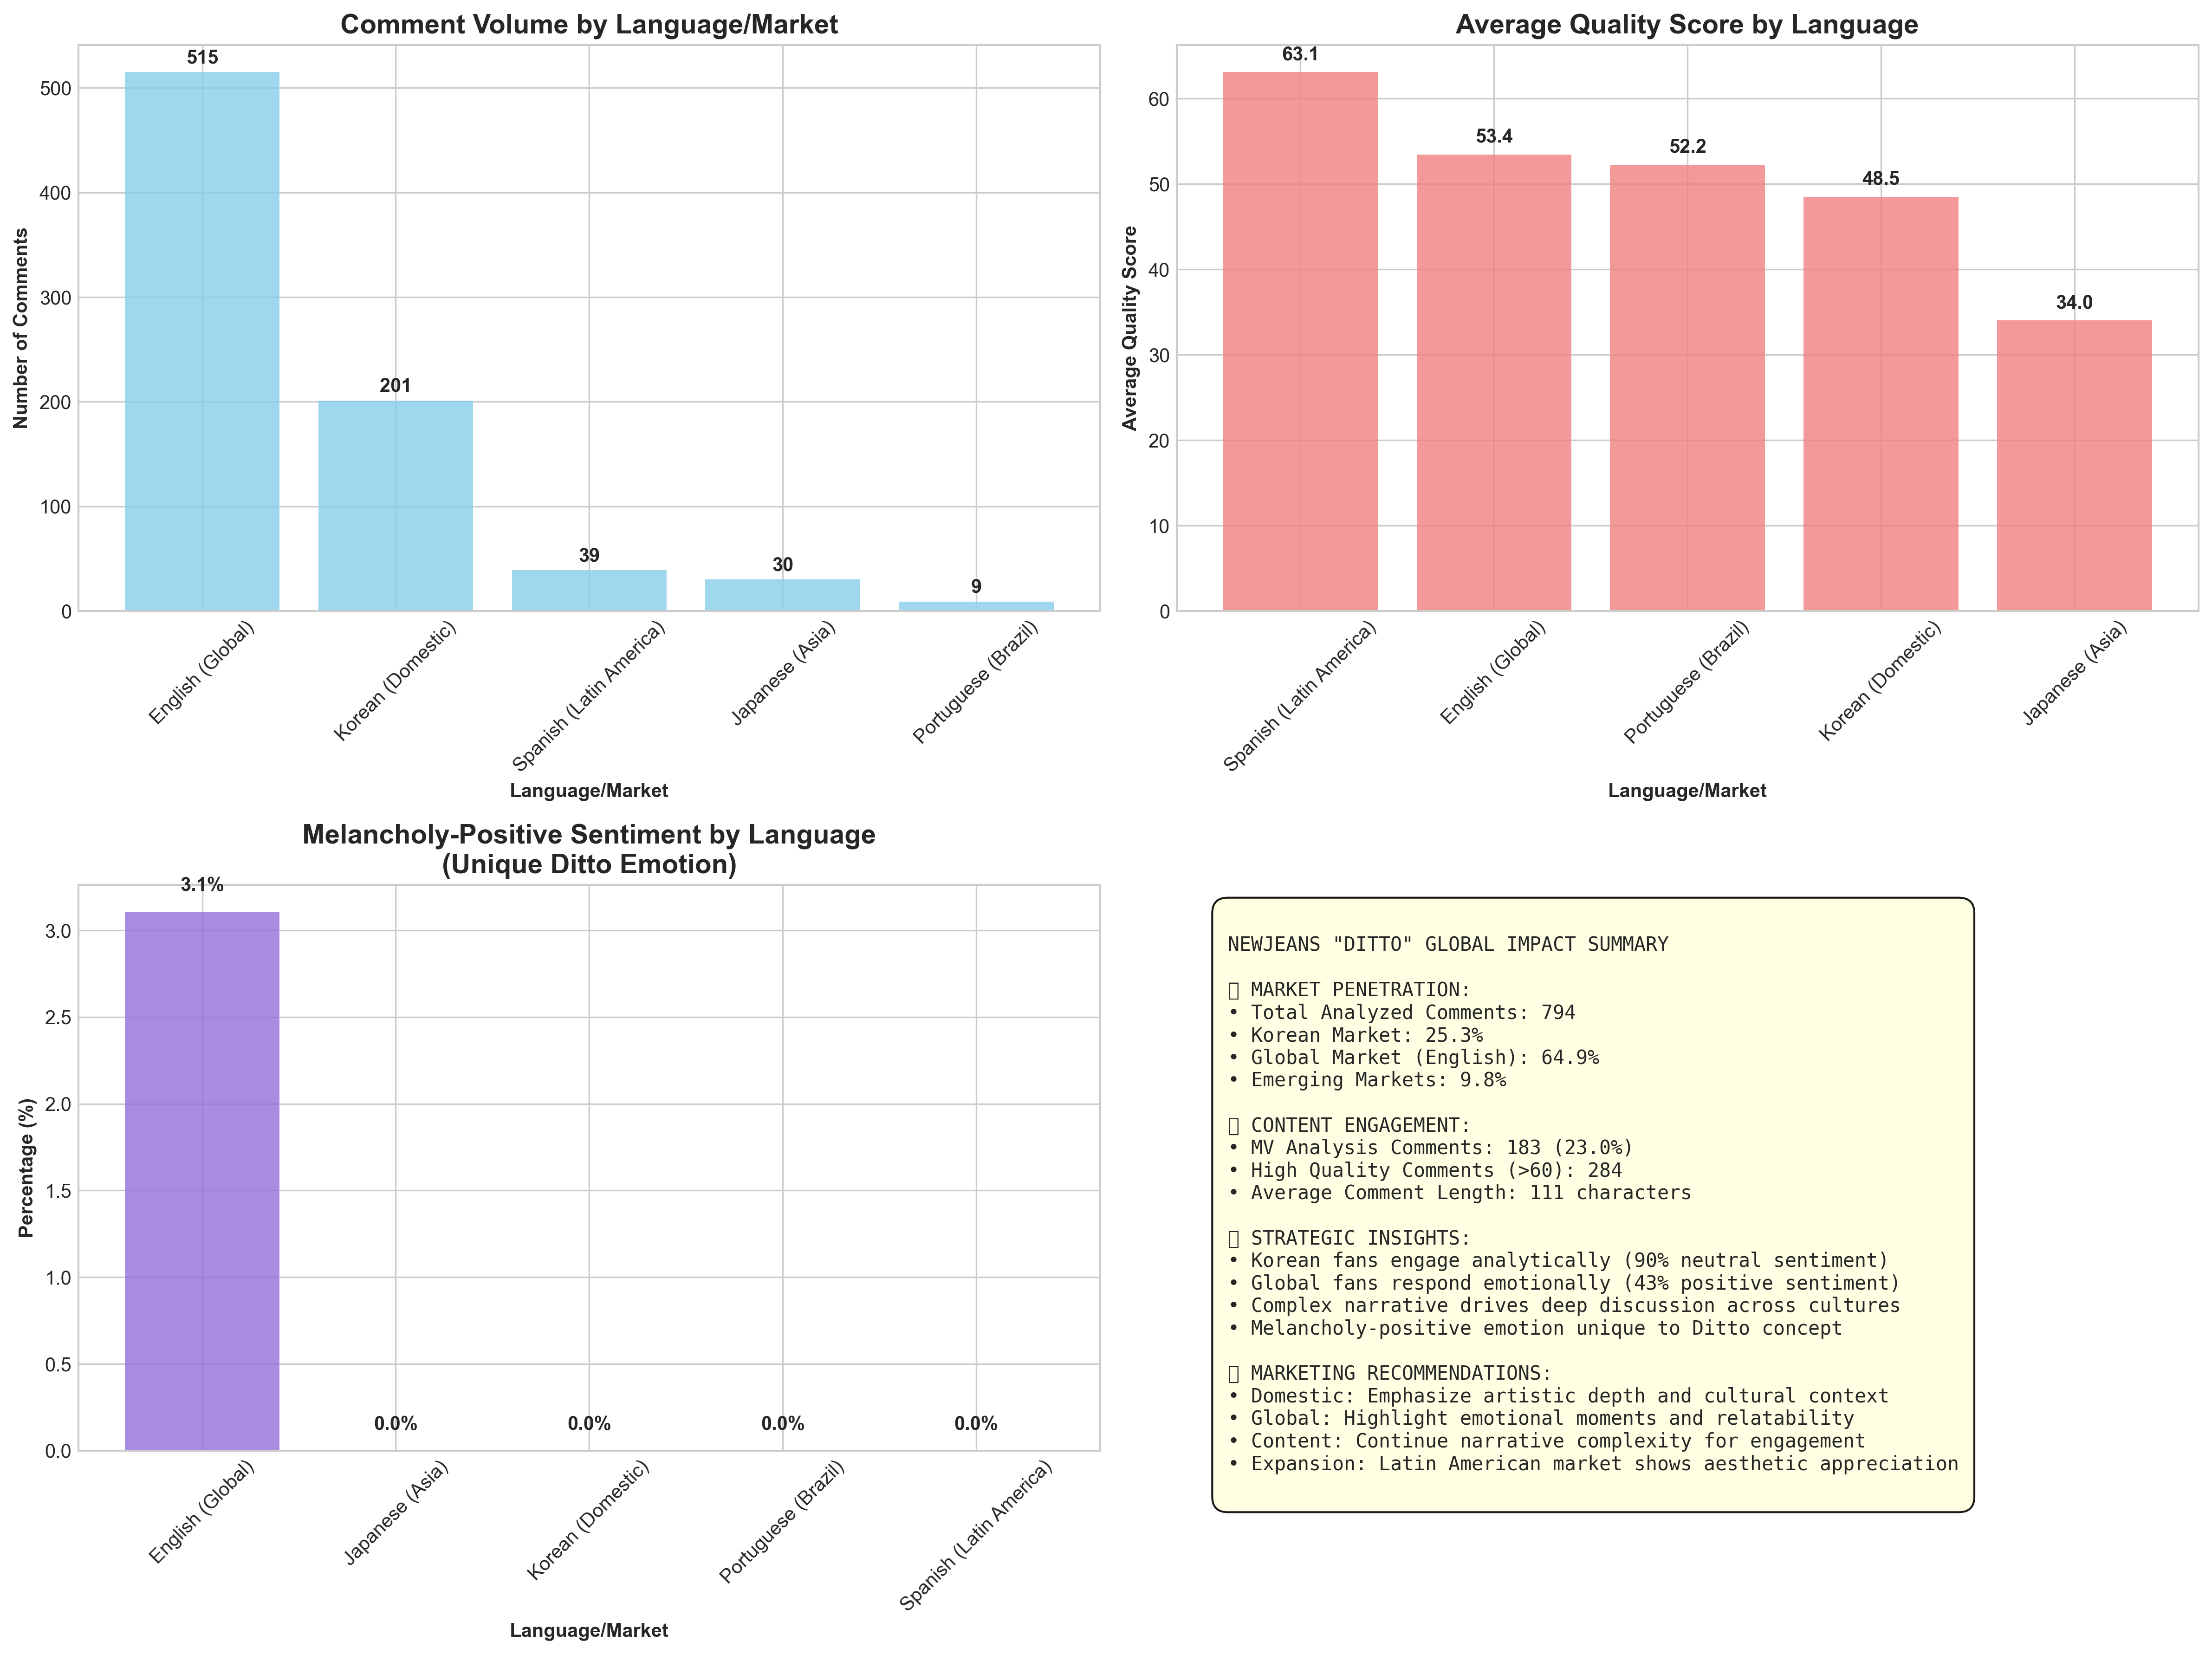 Comment Volume by Language/Market
Number of Comments
500
400
300
200
100
0
515
201
39
30
9
English (Global)
Korean (Domestic)
Spanish (Latin America)
Japanese (Asia)
Portuguese (Brazil)
Language/Market
Average Quality Score by Language
Average Quality Score
60
50
40
30
20
10
0
63.1
53.4
52.2
48.5
34.0
Spanish (Latin America)
English (Global)
Portuguese (Brazil)
Korean (Domestic)
Japanese (Asia)
Language/Market
Melancholy-Positive Sentiment by Language
(Unique Ditto Emotion)
Percentage (%)
3.0
2.5
2.0
1.5
1.0
0.5
0.0
3.1%
0.0%
0.0%
0.0%
0.0%
English (Global)
Japanese (Asia)
Korean (Domestic)
Portuguese (Brazil)
Spanish (Latin America)
Language/Market
NEWJEANS "DITTO" GLOBAL IMPACT SUMMARY
▯ MARKET PENETRATION:
• Total Analyzed Comments: 794
• Korean Market: 25.3%
• Global Market (English): 64.9%
• Emerging Markets: 9.8%
▯ CONTENT ENGAGEMENT:
• MV Analysis Comments: 183 (23.0%)
• High Quality Comments (>60): 284
• Average Comment Length: 111 characters
▯ STRATEGIC INSIGHTS:
• Korean fans engage analytically (90% neutral sentiment)
• Global fans respond emotionally (43% positive sentiment)
• Complex narrative drives deep discussion across cultures
• Melancholy-positive emotion unique to Ditto concept
▯ MARKETING RECOMMENDATIONS:
• Domestic: Emphasize artistic depth and cultural context
• Global: Highlight emotional moments and relatability
• Content: Continue narrative complexity for engagement
• Expansion: Latin American market shows aesthetic appreciation